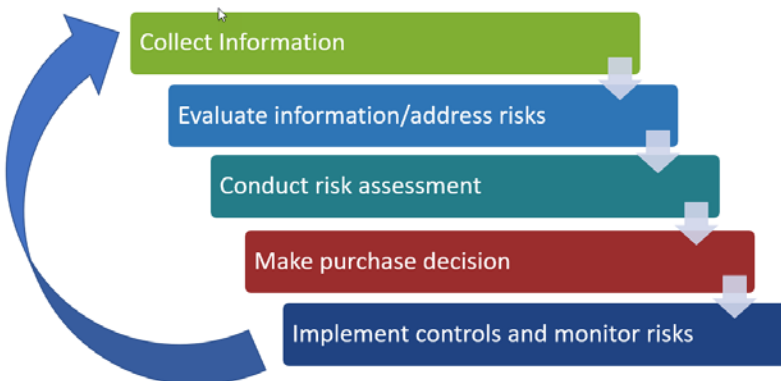 Collect Information
Evaluate information/address risks
Conduct risk assessment
Make purchase decision
Implement controls and monitor risks